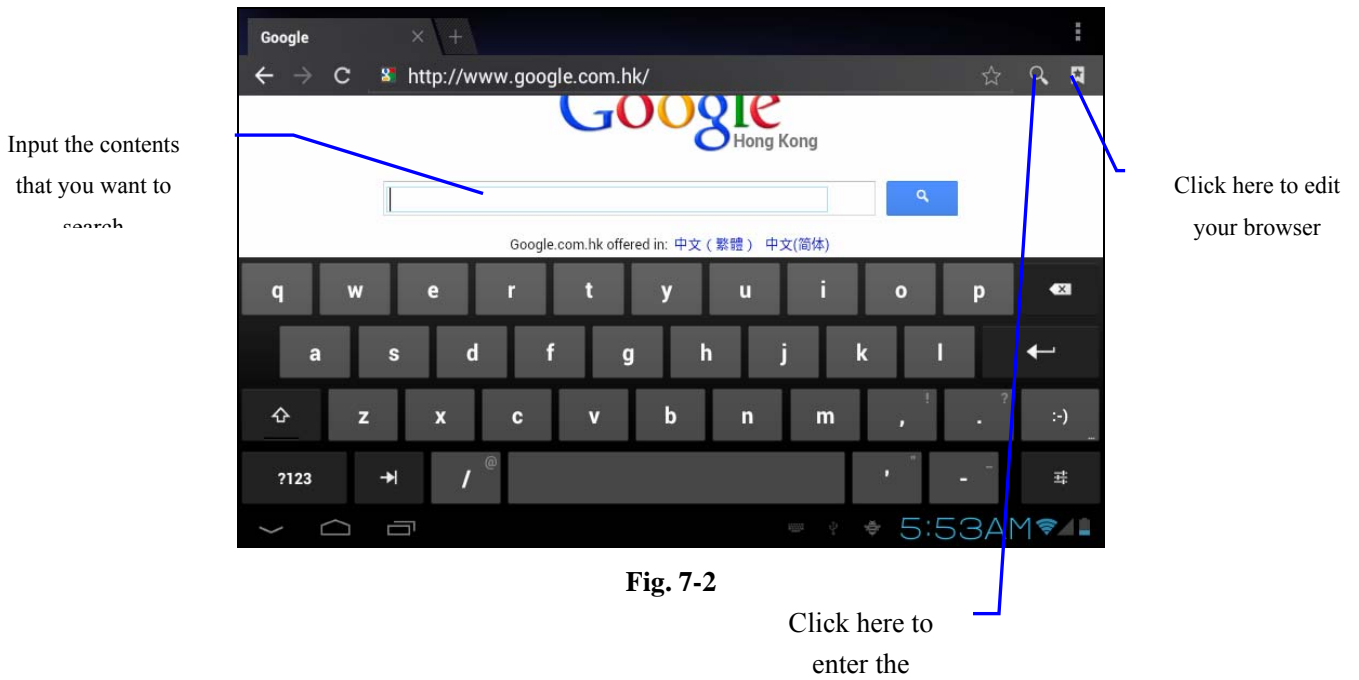 Google
http://www.google.com.hk/
Google
Hong Kong
Input the contents
that you want to
search
Click here to edit
your browser
Google.com.hk offered in: 中文（繁體） 中文(简体)
q w e r t y u i o p
a s d f g h j k l
z x c v b n m , ! . ? :-) ...
?123 / @ ' " - _
5:53AM
Fig. 7-2
Click here to
enter the